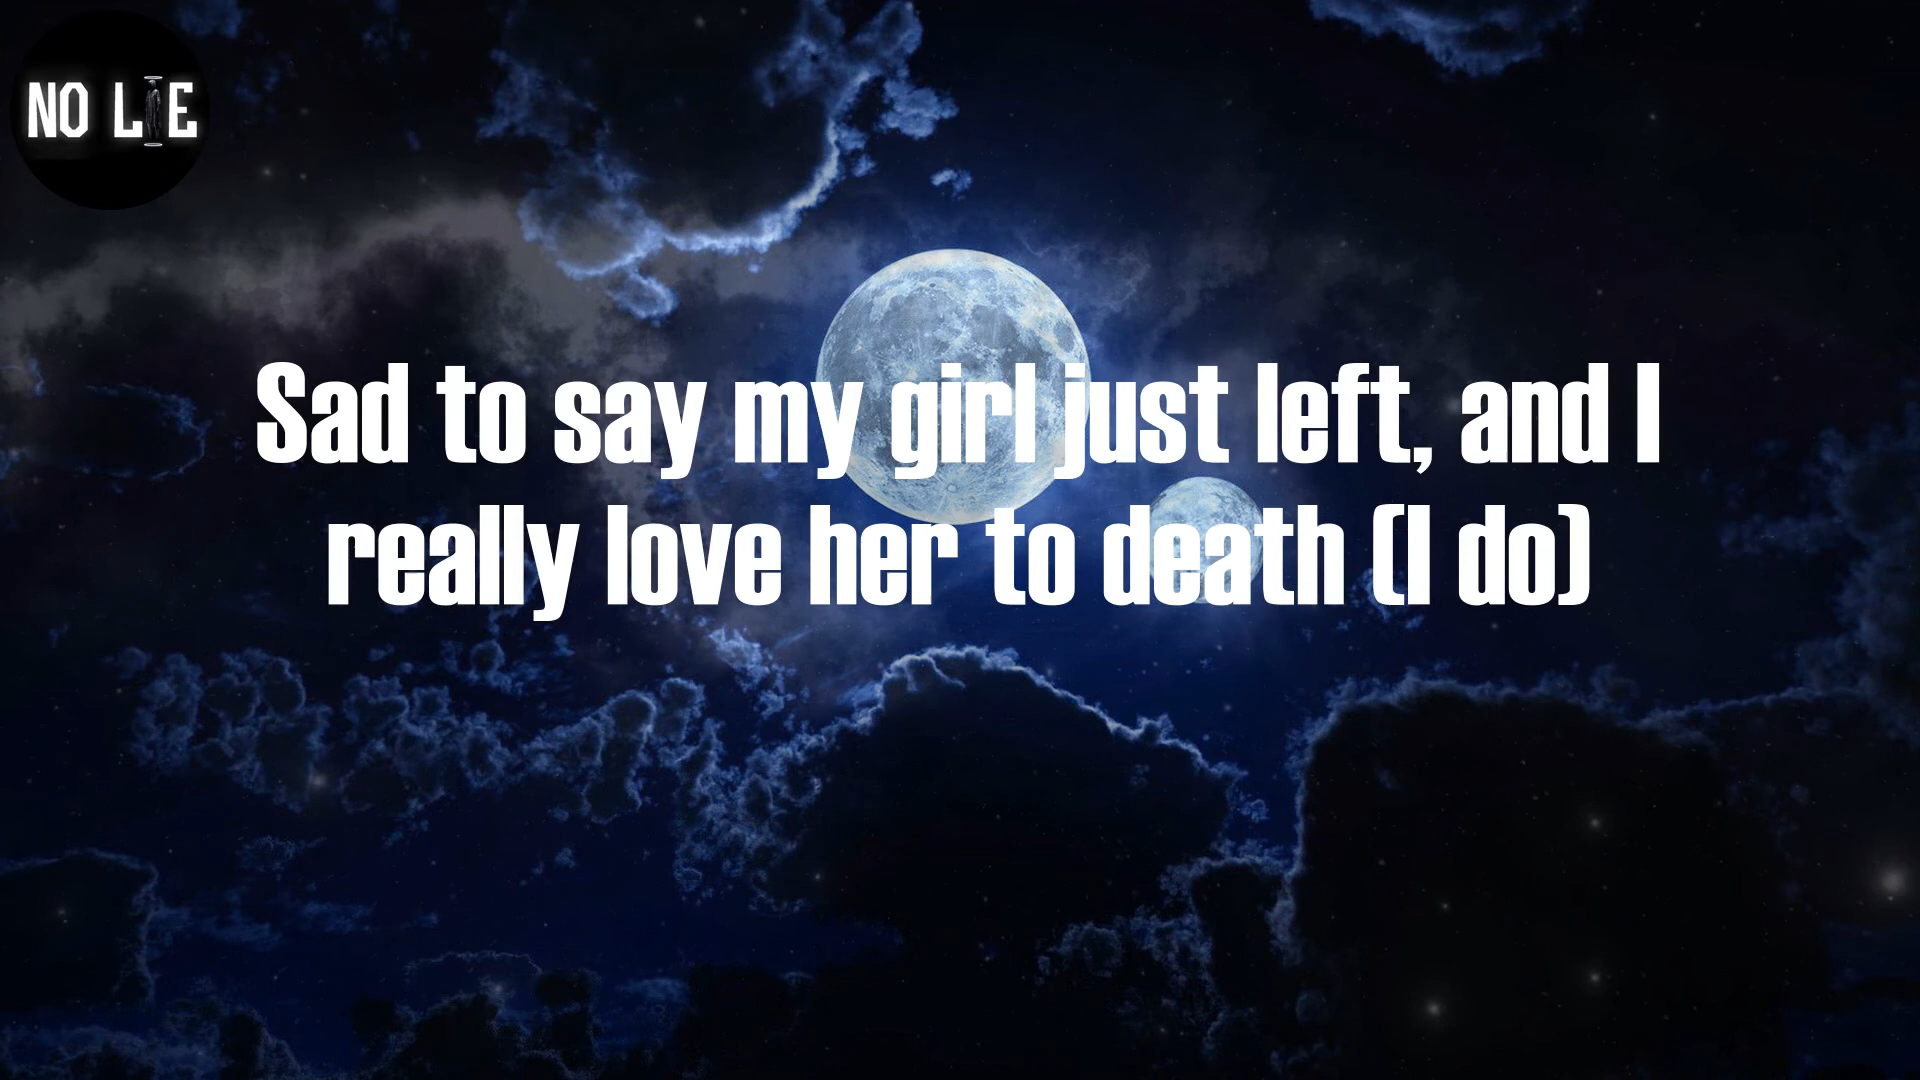 NO LIE
Sad to say my girl just left, and I
really love her to death (I do)